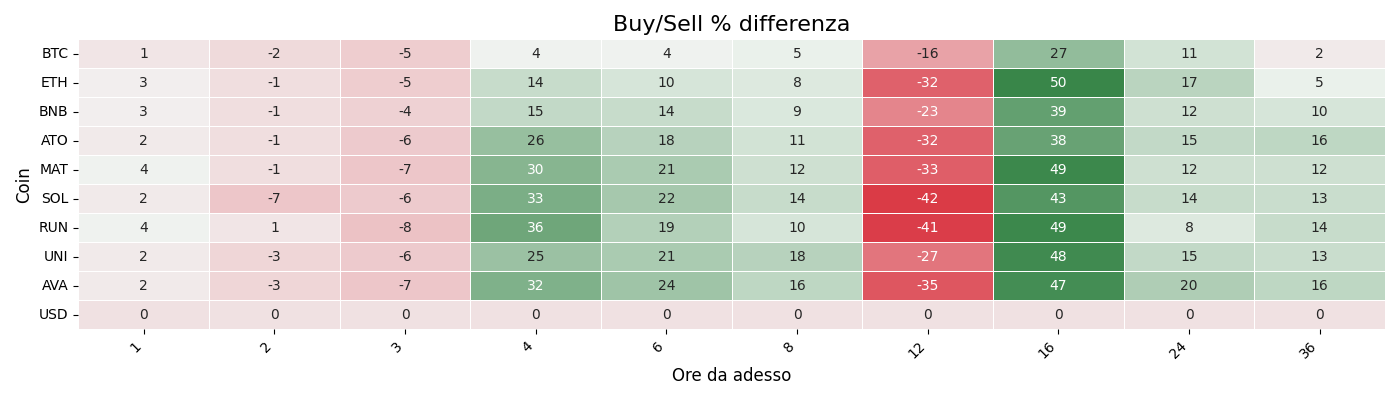 Buy/Sell % differenza
Coin
BTC 1 -2 -5 4 4 5 -16 27 11 2
ETH 3 -1 -5 14 10 8 -32 50 17 5
BNB 3 -1 -4 15 14 9 -23 39 12 10
ATO 2 -1 -6 26 18 11 -32 38 15 16
MAT 4 -1 -7 30 21 12 -33 49 12 12
SOL 2 -7 -6 33 22 14 -42 43 14 13
RUN 4 1 -8 36 19 10 -41 49 8 14
UNI 2 -3 -6 25 21 18 -27 48 15 13
AVA 2 -3 -7 32 24 16 -35 47 20 16
USD 0 0 0 0 0 0 0 0 0 0
1 2 3 4 6 8 12 16 24 36
Ore da adesso